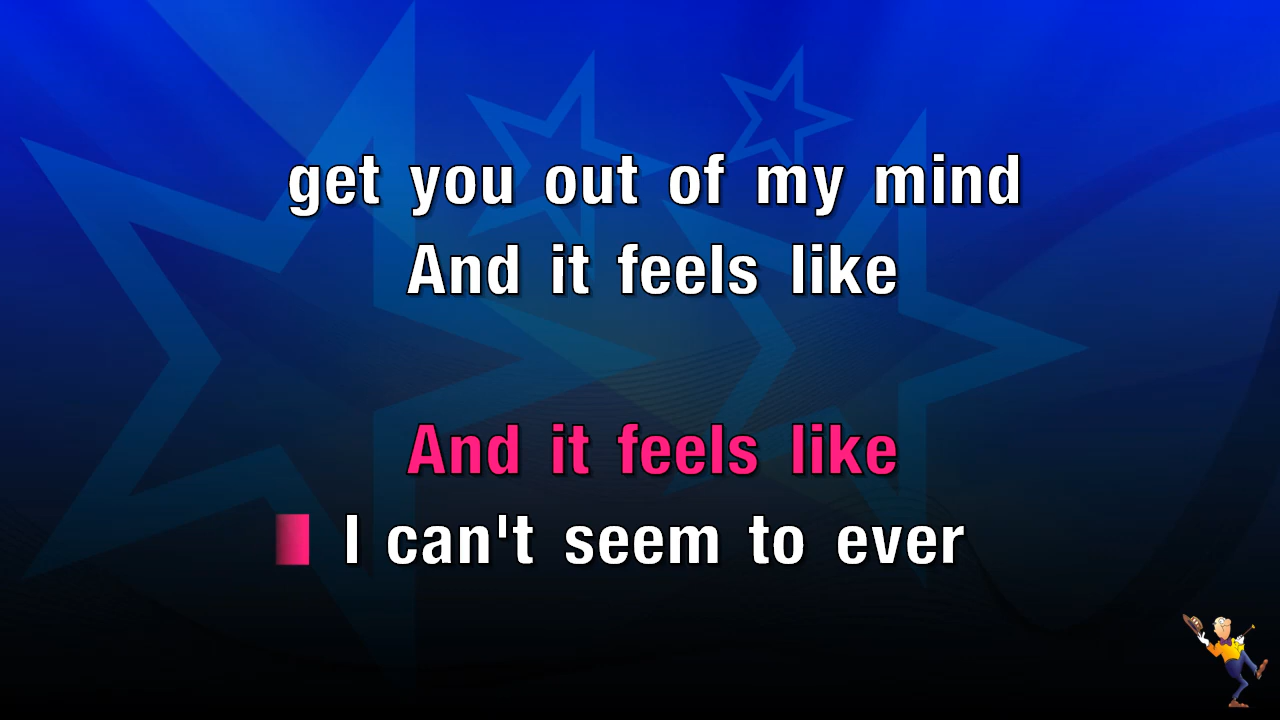 get you out of my mind
And it feels like
And it feels like
I can't seem to ever